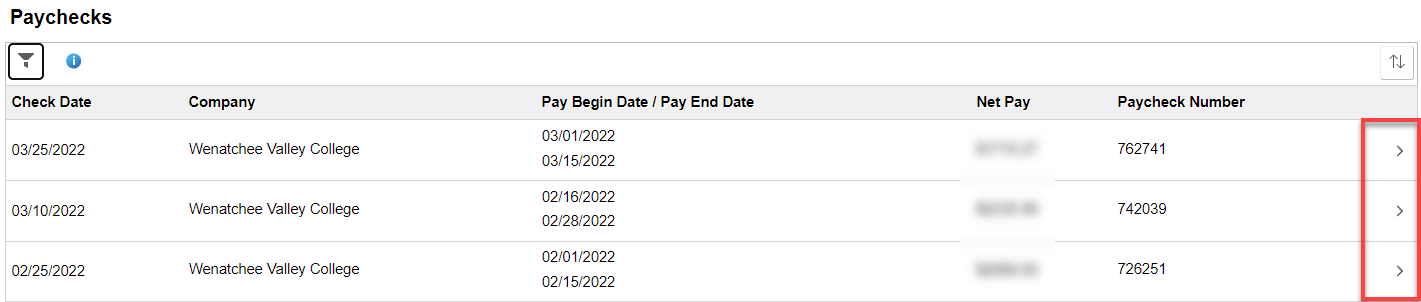 Paychecks
Check Date Company Pay Begin Date / Pay End Date Net Pay Paycheck Number
03/25/2022 Wenatchee Valley College 03/01/2022 762741
03/15/2022
03/10/2022 Wenatchee Valley College 02/16/2022 742039
02/28/2022
02/25/2022 Wenatchee Valley College 02/01/2022 726251
02/15/2022